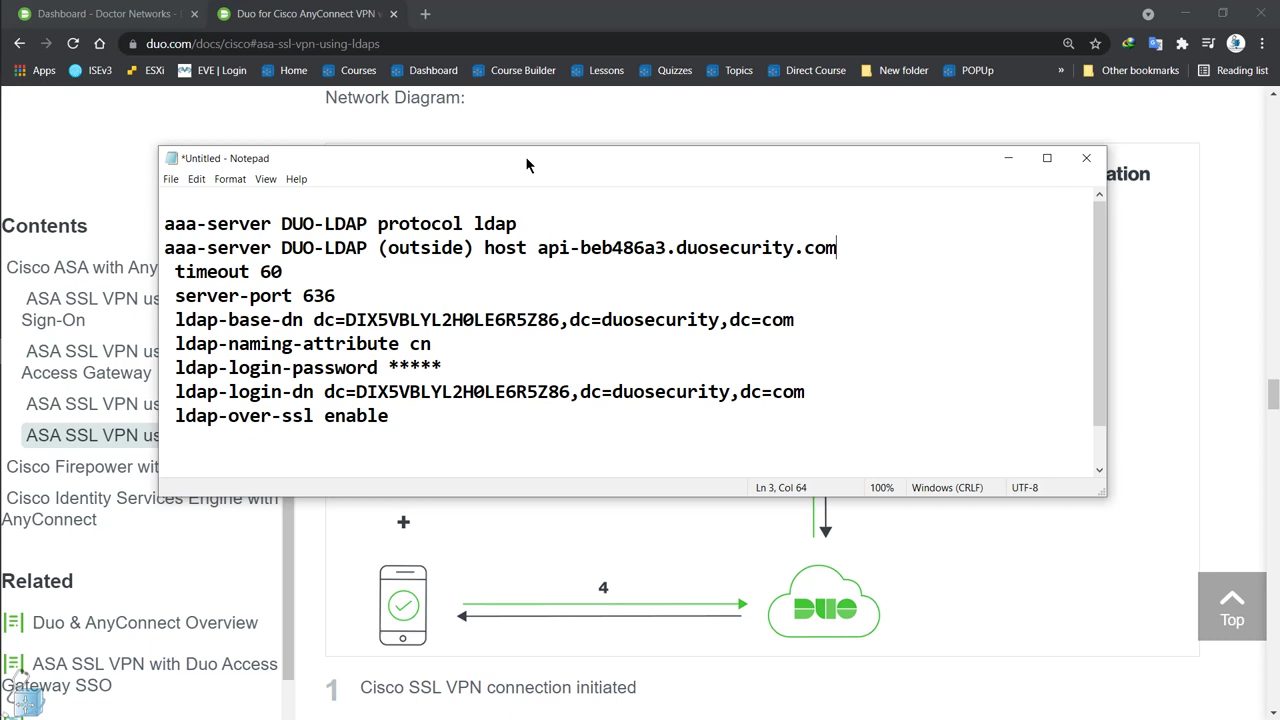 Dashboard - Doctor Networks -
Duo for Cisco AnyConnect VPN
duo.com/docs/cisco#asa-ssl-vpn-using-ldaps
Apps
ISEv3
ESXi
EVE | Login
Home
Courses
Dashboard
Couse Builder
Lessons
Quizzes
Topics
Direct Course
New folder
POPUp
»
Other bookmarks
Reading list
Network Diagram:
ation
Contents
Cisco ASA with Any
ASA SSL VPN us
Sign-On
ASA SSL VPN us
Access Gateway
ASA SSL VPN us
ASA SSL VPN us
Cisco Firepower wit
Cisco Identity Services Engine with
AnyConnect
Related
Duo & AnyConnect Overview
ASA SSL VPN with Duo Access
Gateway SSO
*Untitled - Notepad
File Edit Format View Help
aaa-server DUO-LDAP protocol ldap
aaa-server DUO-LDAP (outside) host api-beb486a3.duosecurity.com
timeout 60
server-port 636
ldap-base-dn dc=DIX5VBLYL2H0LE6R5Z86,dc=duosecurity,dc=com
ldap-naming-attribute cn
ldap-login-password *****
ldap-login-dn dc=DIX5VBLYL2H0LE6R5Z86,dc=duosecurity,dc=com
ldap-over-ssl enable
Ln 3, Col 64
100%
Windows (CRLF)
UTF-8
+
4
DUO
Top
1 Cisco SSL VPN connection initiated